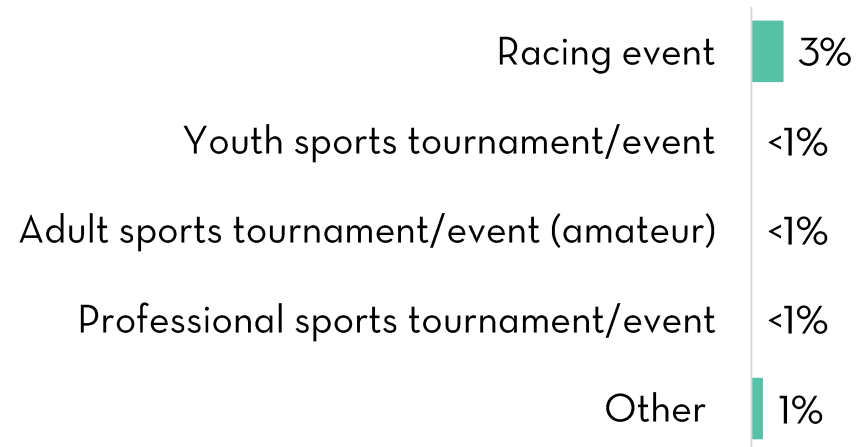 Racing event 3%
Youth sports tournament/event <1%
Adult sports tournament/event (amateur) <1%
Professional sports tournament/event <1%
Other 1%